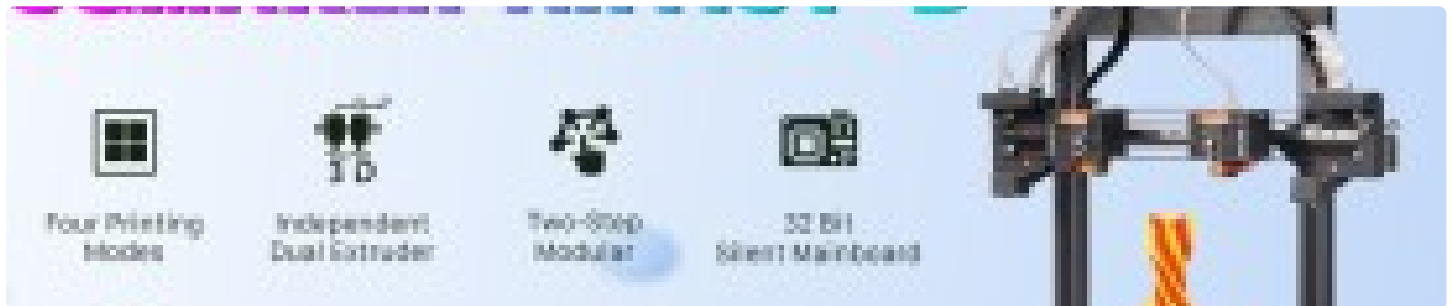 Four Printing
Modes
Independent
Dual Extruder
Two-Step
Modular
32 Bit
Silent Mainboard